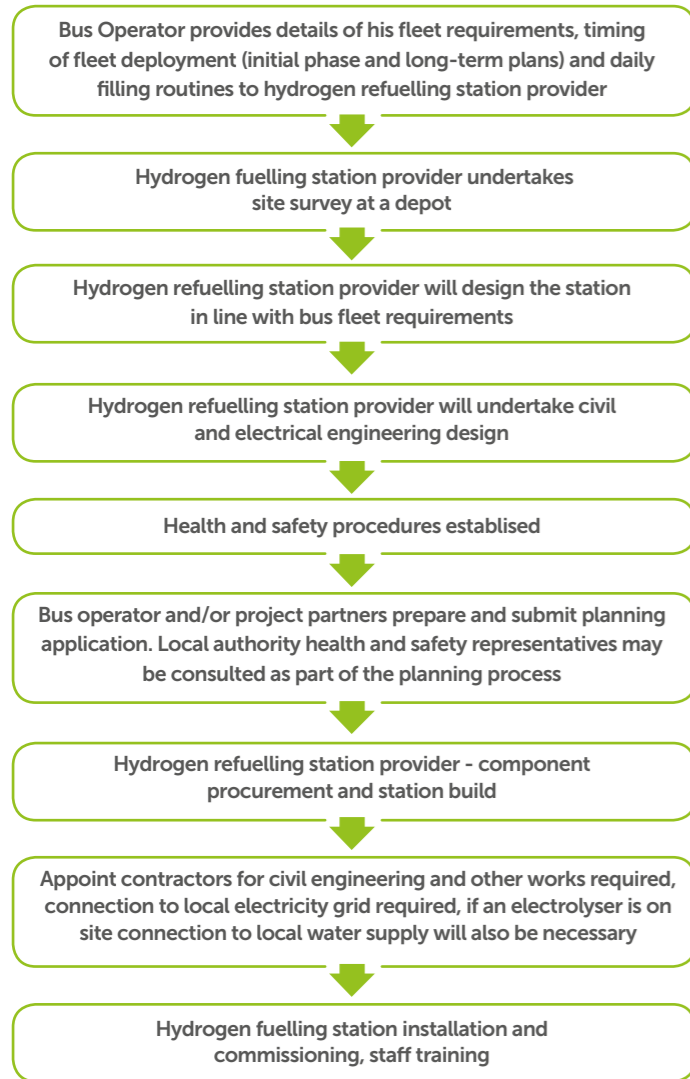 Bus Operator provides details of his fleet requirements, timing
of fleet deployment (initial phase and long-term plans) and daily
filling routines to hydrogen refuelling station provider
Hydrogen fuelling station provider undertakes
site survey at a depot
Hydrogen refuelling station provider will design the station
in line with bus fleet requirements
Hydrogen refuelling station provider will undertake civil
and electrical engineering design
Health and safety procedures establised
Bus operator and/or project partners prepare and submit planning
application. Local authority health and safety representatives may
be consulted as part of the planning process
Hydrogen refuelling station provider - component
procurement and station build
Appoint contractors for civil engineering and other works required,
connection to local electricity grid required, if an electrolyser is on
site connection to local water supply will also be necessary
Hydrogen fuelling station installation and
commissioning, staff training